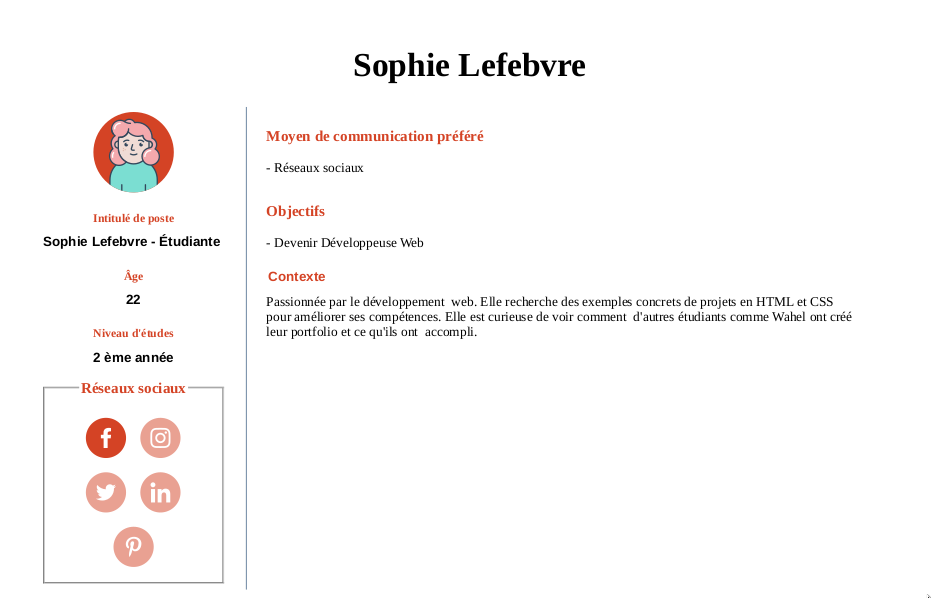 Sophie Lefebvre
Intitulé de poste
Sophie Lefebvre - Étudiante
Âge
22
Niveau d'études
2 ème année
Réseaux sociaux
Moyen de communication préféré
- Réseaux sociaux
Objectifs
- Devenir Développeuse Web
Contexte
Passionnée par le développement  web. Elle recherche des exemples concrets de projets en HTML et CSS
pour améliorer ses compétences. Elle est curieuse de voir comment  d'autres étudiants comme Wahel ont créé
leur portfolio et ce qu'ils ont  accompli.